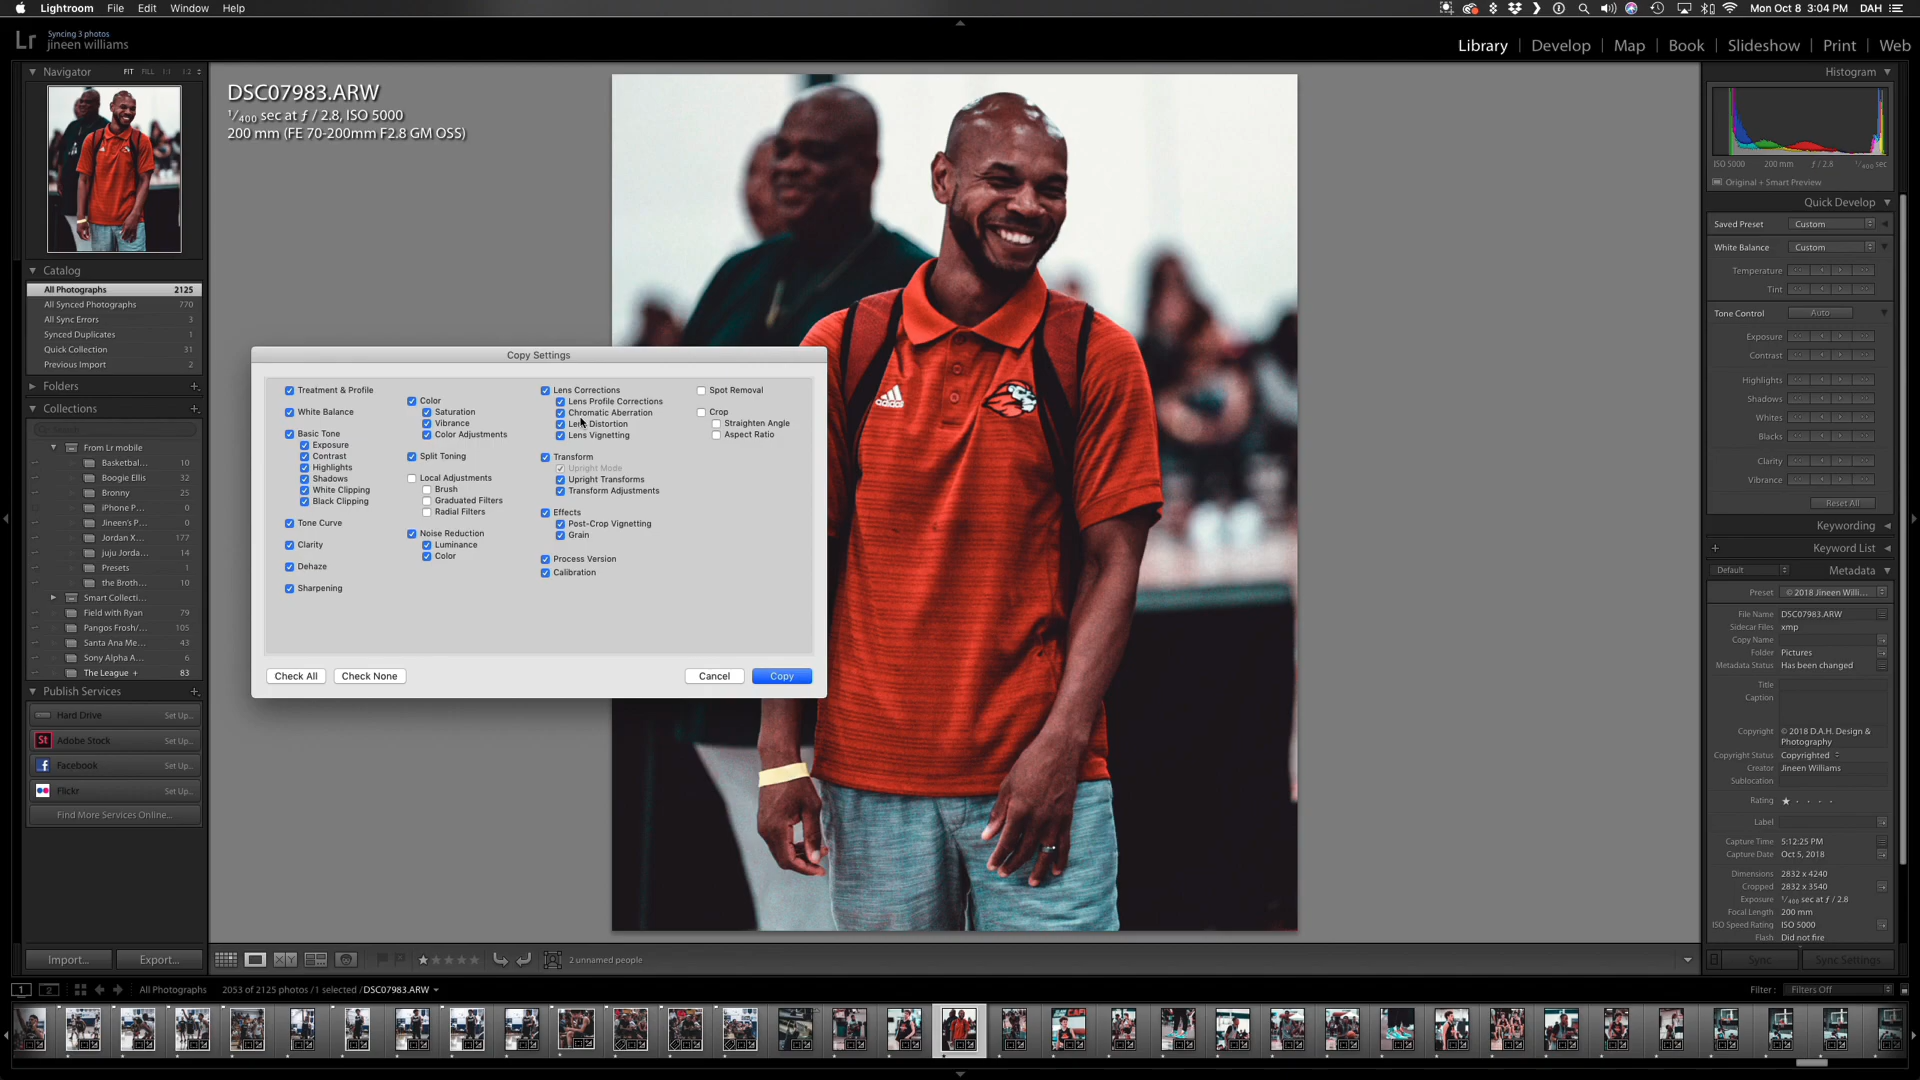 Lightroom File Edit Window Help
Mon Oct 8 3:04 PM DAH
Lr Syncing 3 photos
jineen williams
Library | Develop | Map | Book | Slideshow | Print | Web
Navigator FIT FILL 1:1 1:2
Catalog
All Photographs 2125
All Synced Photographs 770
All Sync Errors 3
Synced Duplicates 1
Quick Collection 31
Previous Import 2
Folders
Collections
From Lr mobile
Basketbal... 10
Boogie Ellis 32
Bronny 25
iPhone P... 0
Jineen's P... 0
Jordan X... 177
juju Jorda... 14
Presets 1
the Broth... 10
Smart Collecti...
Field with Ryan 79
Pangos Frosh/... 105
Santa Ana Me... 43
Sony Alpha A... 6
The League + 83
Publish Services
Hard Drive Set Up...
St Adobe Stock Set Up...
Facebook Set Up...
Flickr Set Up...
Find More Services Online...
Import... Export...
DSC07983.ARW
1/400 sec at ƒ / 2.8, ISO 5000
200 mm (FE 70-200mm F2.8 GM OSS)
adidas
Copy Settings
Treatment & Profile
White Balance
Basic Tone
Exposure
Contrast
Highlights
Shadows
White Clipping
Black Clipping
Tone Curve
Clarity
Dehaze
Sharpening
Color
Saturation
Vibrance
Color Adjustments
Split Toning
Local Adjustments
Brush
Graduated Filters
Radial Filters
Noise Reduction
Luminance
Color
Lens Corrections
Lens Profile Corrections
Chromatic Aberration
Lens Distortion
Lens Vignetting
Transform
Upright Mode
Upright Transforms
Transform Adjustments
Effects
Post-Crop Vignetting
Grain
Process Version
Calibration
Spot Removal
Crop
Straighten Angle
Aspect Ratio
Check All Check None Cancel Copy
Histogram
ISO 5000 200 mm ƒ / 2.8 1/400 sec
Original + Smart Preview
Quick Develop
Saved Preset Custom
White Balance Custom
Temperature
Tint
Tone Control Auto
Exposure
Contrast
Highlights
Shadows
Whites
Blacks
Clarity
Vibrance
Reset All
Keywording
Keyword List
Default Metadata
Preset © 2018 Jineen Willi...
File Name DSC07983.ARW
Sidecar Files xmp
Copy Name
Folder Pictures
Metadata Status Has been changed
Title
Caption
Copyright © 2018 D.A.H. Design &
Photography
Copyright Status Copyrighted
Creator Jineen Williams
Sublocation
Rating
Label
Capture Time 5:12:25 PM
Capture Date Oct 5, 2018
Dimensions 2832 x 4240
Cropped 2832 x 3540
Exposure 1/400 sec at ƒ / 2.8
Focal Length 200 mm
ISO Speed Rating ISO 5000
Flash Did not fire
Sync Sync Settings
XY 2 unnamed people
1 2 All Photographs 2053 of 2125 photos /1 selected /DSC07983.ARW
Filter : Filters Off